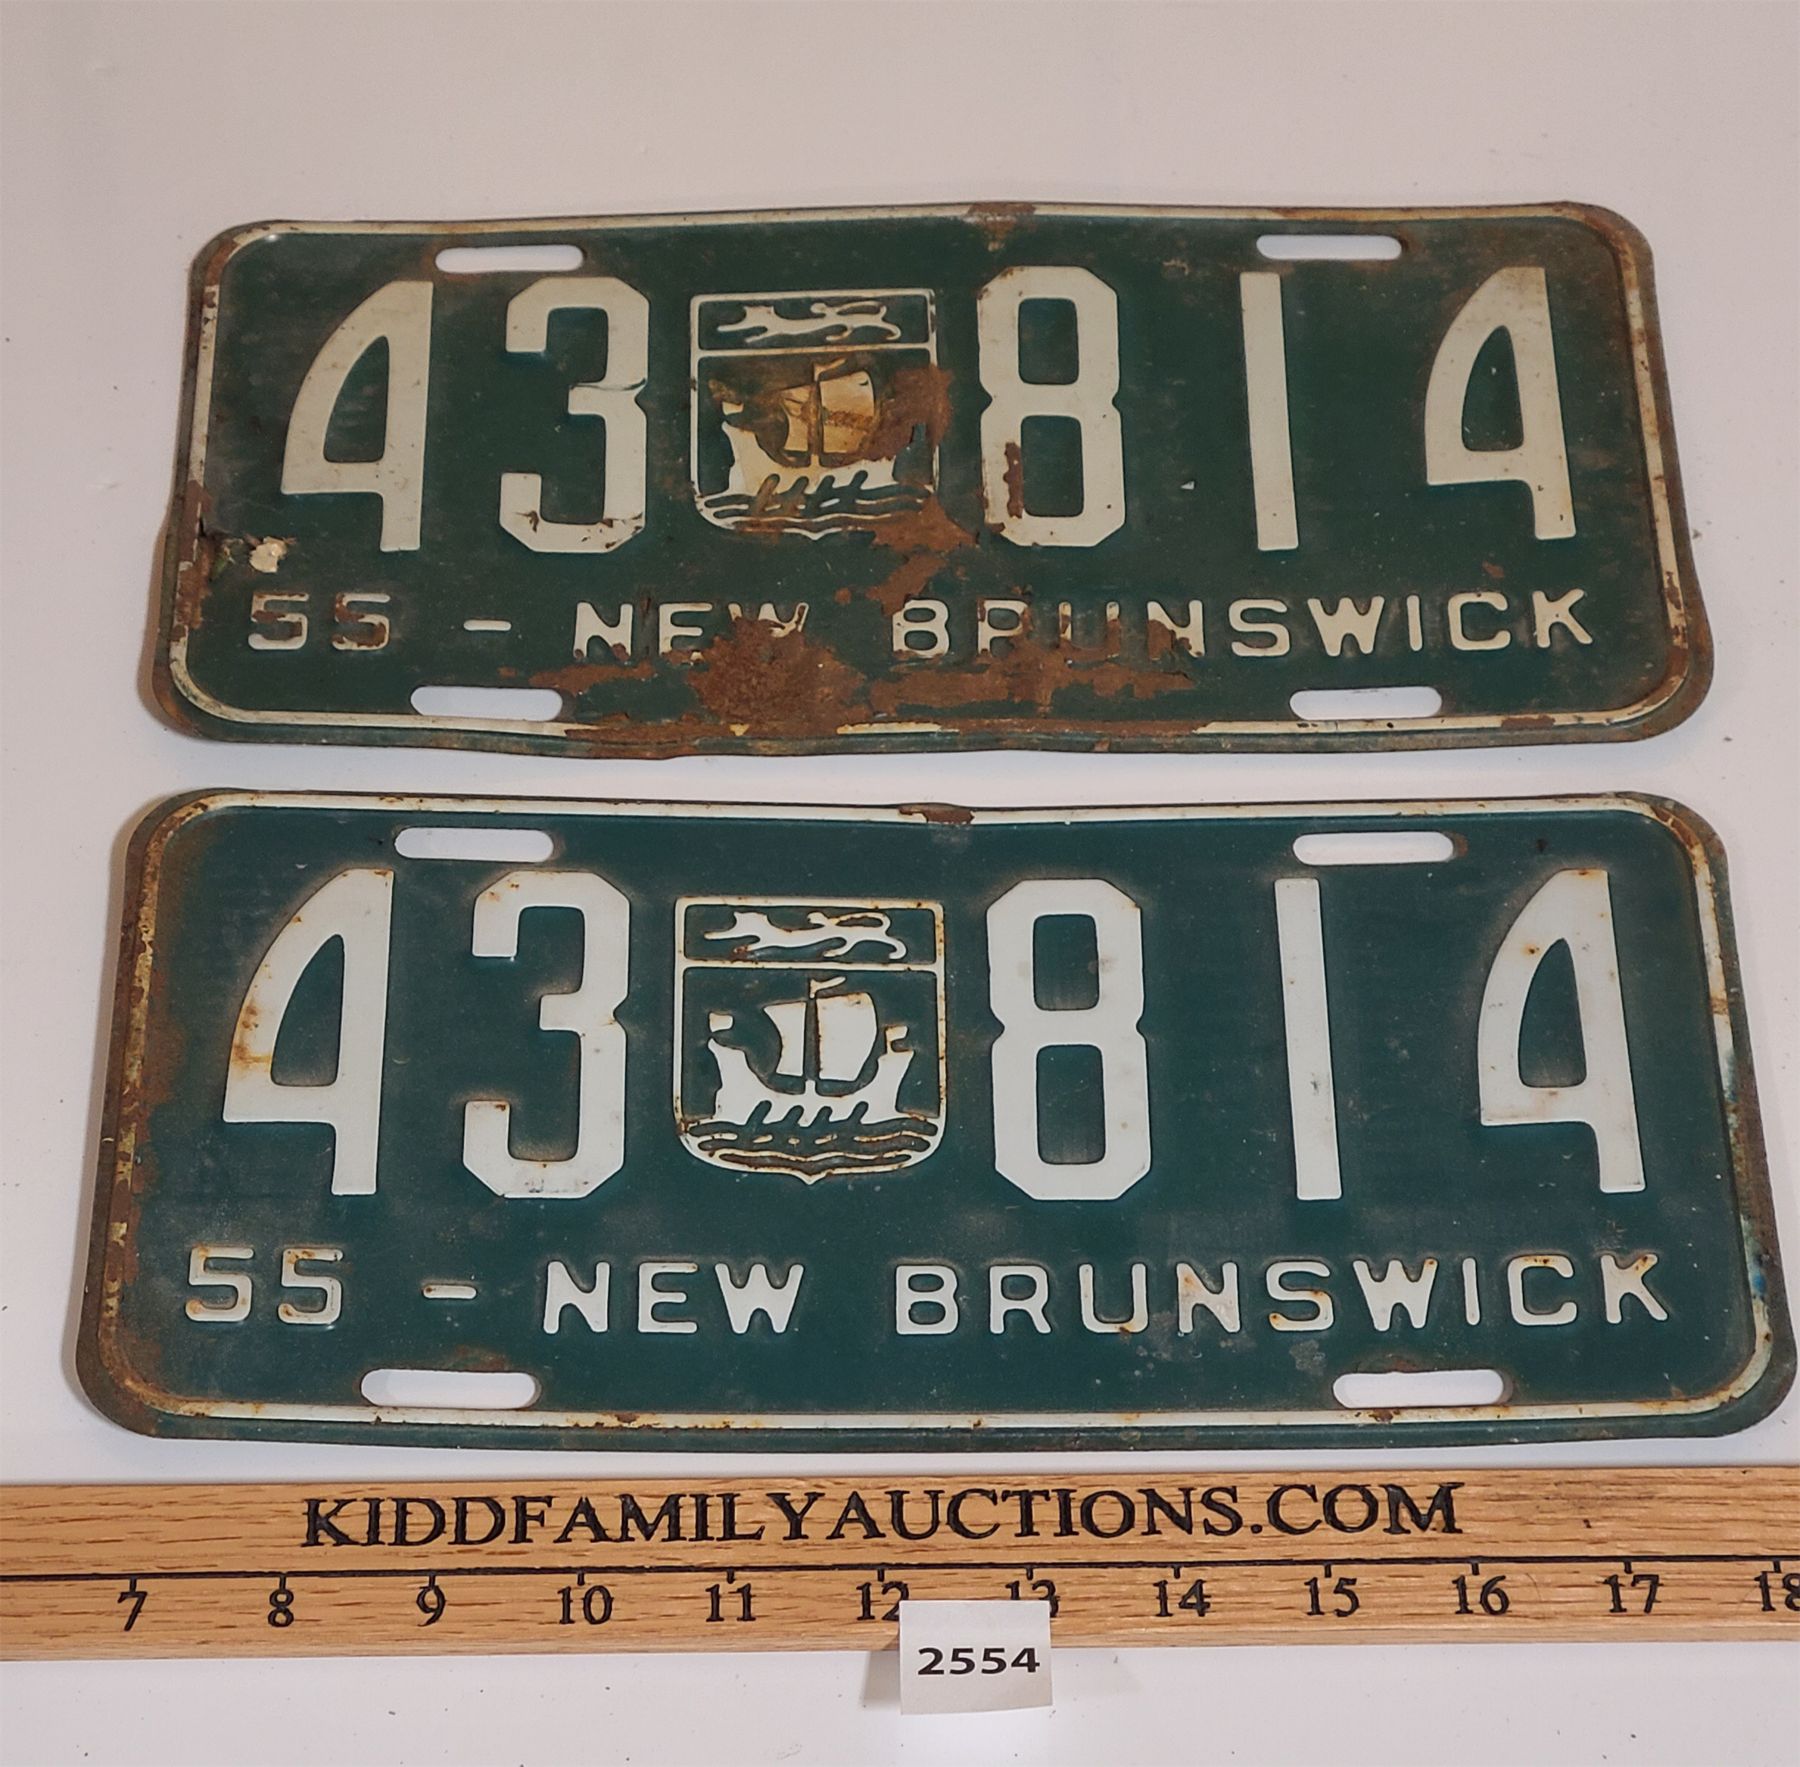 43 814
55 - NEW BRUNSWICK
43 814
55 - NEW BRUNSWICK
KIDDFAMILYAUCTIONS.COM
7 8 9 10 11 12 13 14 15 16 17 18
2554